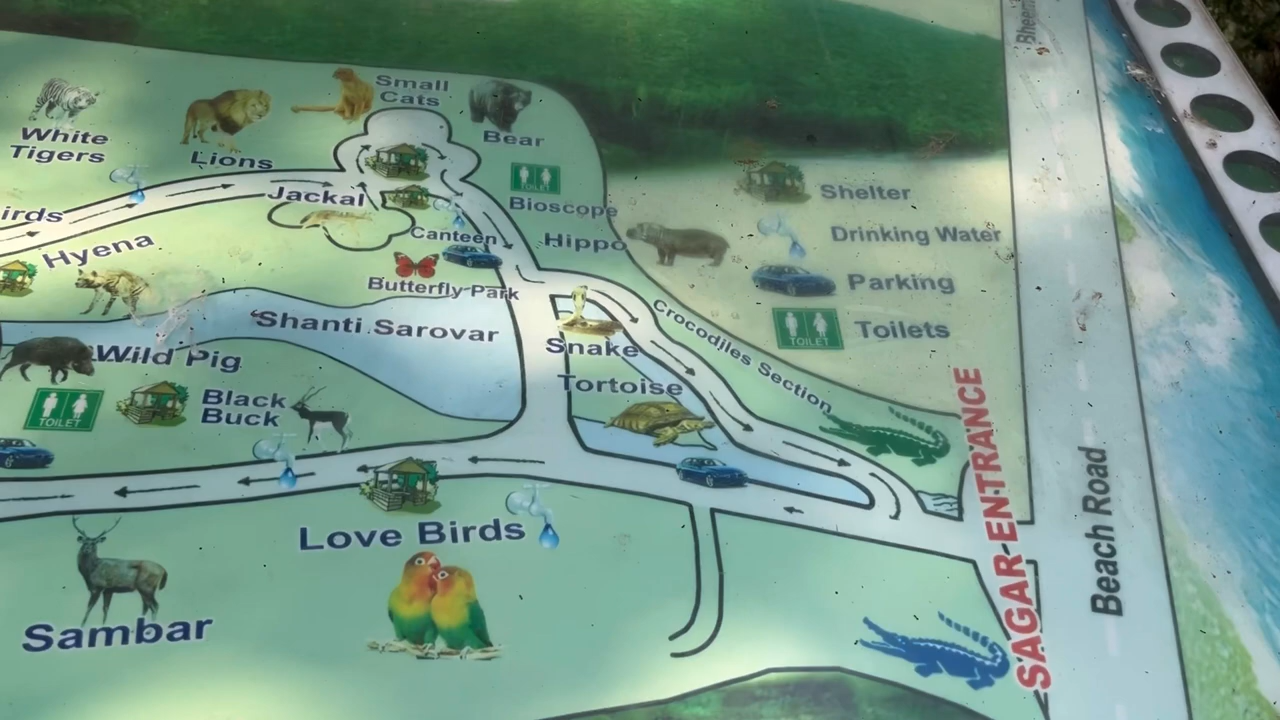 Small
Cats
White
Tigers
Lions
Bear
TOILET
Bioscope
Jackal
Hyena
Canteen
Hippo
Butterfly Park
Shelter
Drinking Water
Parking
TOILET
Toilets
Shanti Sarovar
Snake
Crocodiles Section
Wild Pig
Tortoise
Black
Buck
TOILET
Love Birds
Sambar
SAGAR-ENTRANCE
Beach Road